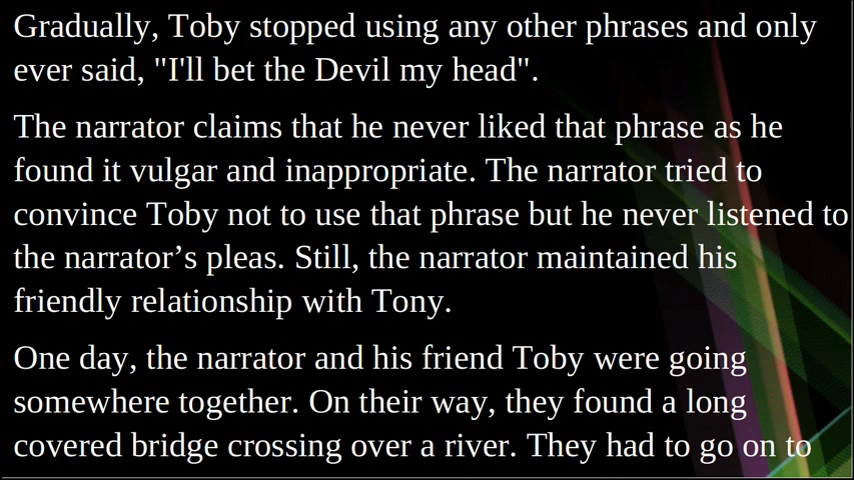 Gradually, Toby stopped using any other phrases and only
ever said, "I'll bet the Devil my head".
The narrator claims that he never liked that phrase as he
found it vulgar and inappropriate. The narrator tried to
convince Toby not to use that phrase but he never listened to
the narrator’s pleas. Still, the narrator maintained his
friendly relationship with Tony.
One day, the narrator and his friend Toby were going
somewhere together. On their way, they found a long
covered bridge crossing over a river. They had to go on to